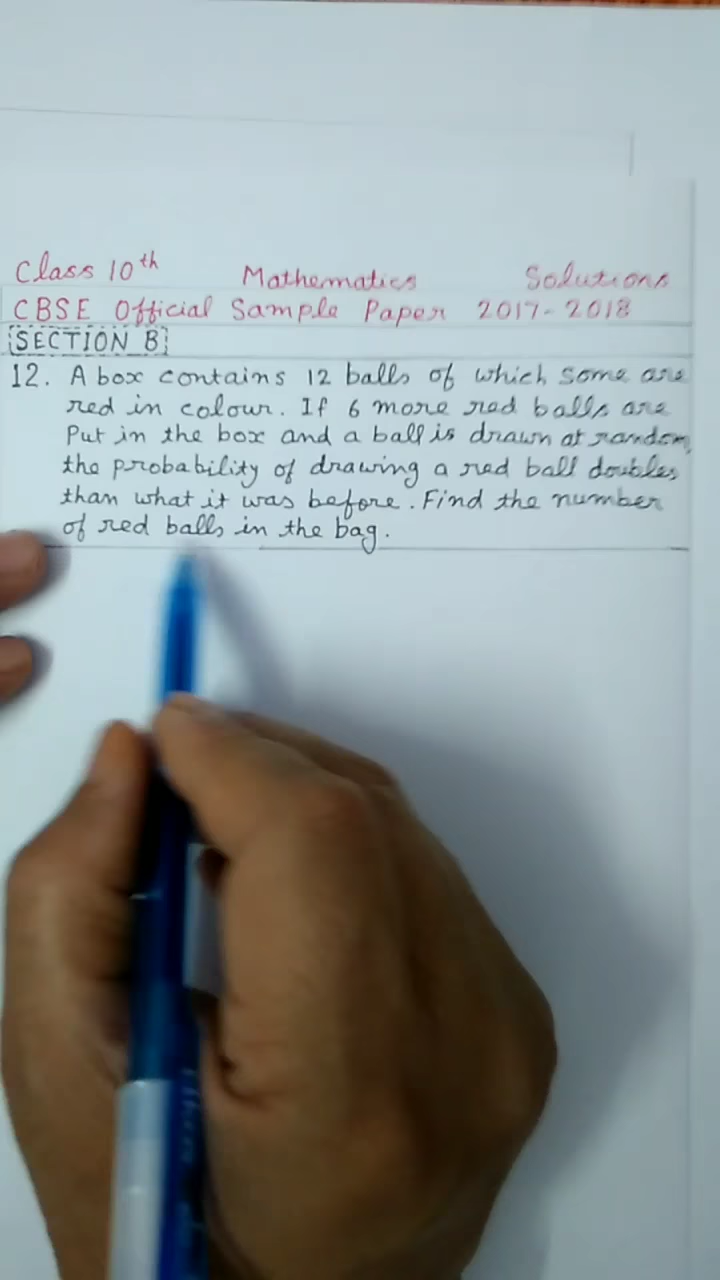 Class 10th Mathematics Solutions
CBSE Official Sample Paper 2017-2018
SECTION B
12. A box contains 12 balls of which some are
red in colour. If 6 more red balls are
Put in the box and a ball is drawn at random,
the probability of drawing a red ball doubles
than what it was before. Find the number
of red balls in the bag.